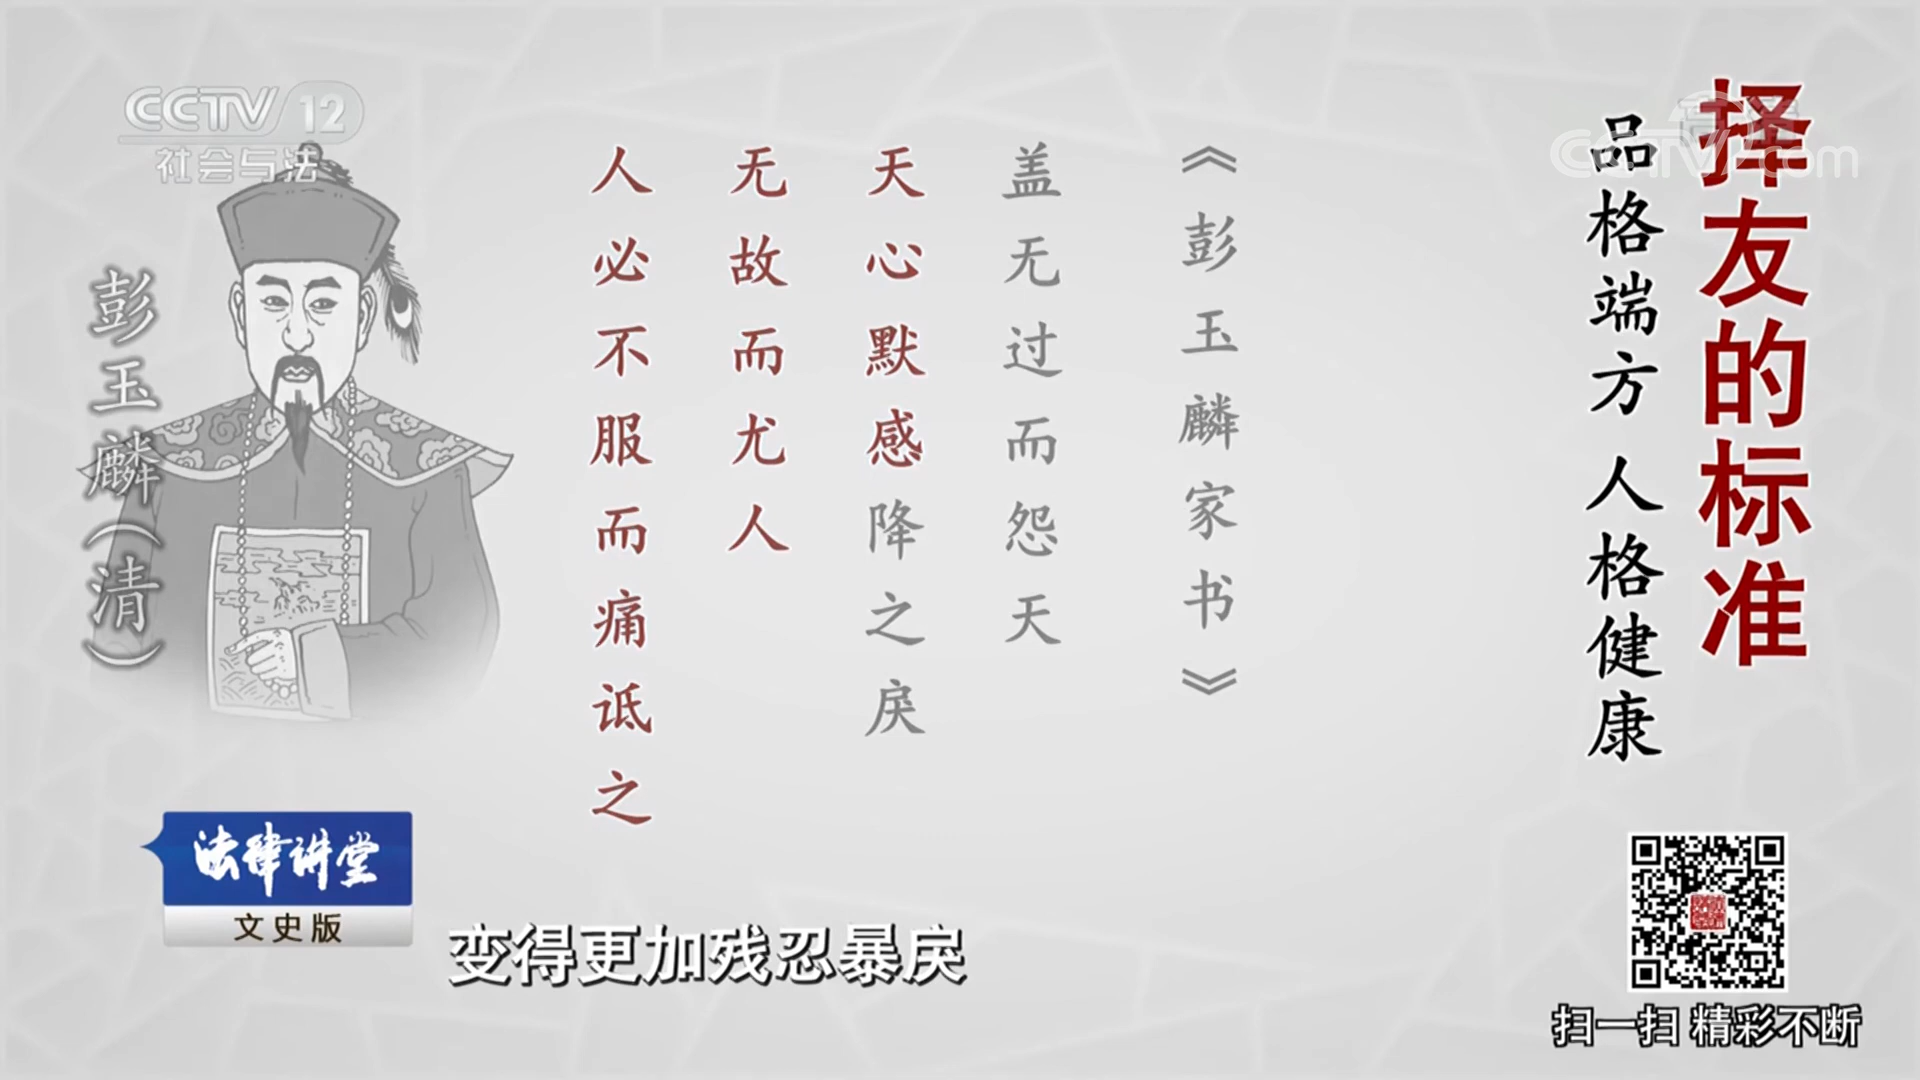 CCTV 12
社会与法
择友的标准
品格端方 人格健康
《彭玉麟家书》
盖无过而怨天
天心默感降之戾
无故而尤人
人必不服而痛诋之
彭玉麟（清）
法律讲堂
文史版
变得更加残忍暴戾
扫一扫 精彩不断
CCTV.com